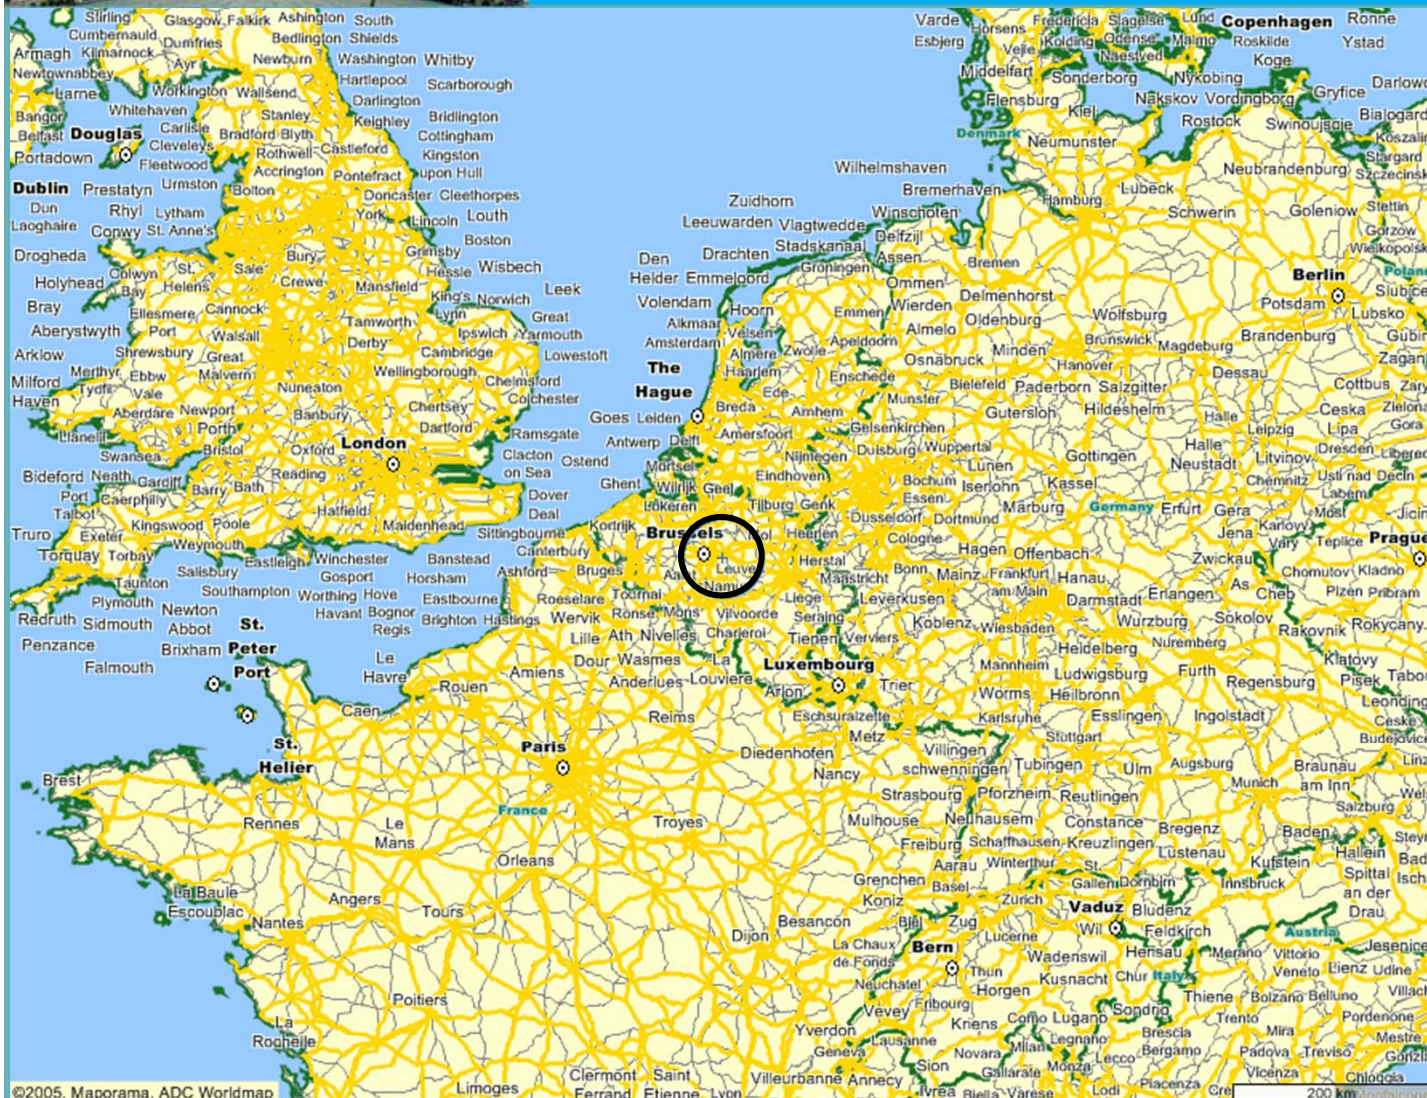 Stirling
Glasgow Falkirk
Ashington
South
Shields
Cumbernauld
Dumfries
Bedlington
Armagh
Kilmarnock
Ayr
Newburn
Washington
Whitby
Newtownabbey
Larne
Workington
Wallsend
Hartlepool
Scarborough
Bangor
Whitehaven
Stanley
Darlington
Keighley
Bridlington
Belfast
Douglas
Carlisle
Cleveleys
Bradford Blyth
Cottingham
Portadown
Fleetwood
Rothwell
Castleford
Kingston
upon Hull
Accrington
Pontefract
Dublin
Prestatyn
Urmston
Bolton
Doncaster
Cleethorpes
Dun
Laoghaire
Rhyl
Lytham
St. Anne's
York
Lincoln
Louth
Conwy
Boston
Drogheda
Bury
Grimsby
Holyhead
Colwyn
Bay
St.
Helens
Sale
Crewe
Mansfield
Hessle
Wisbech
Bray
Ellesmere
Port
Cannock
King's
Lynn
Norwich
Leek
Aberystwyth
Walsall
Tamworth
Derby
Ipswich
Great
Yarmouth
Arklow
Shrewsbury
Great
Malvern
Cambridge
Lowestoft
Milford
Haven
Merthyr
Tydfil
Ebbw
Vale
Nuneaton
Wellingborough
Chelmsford
Colchester
Aberdare
Newport
Banbury
Chertsey
Llanelli
Porth
London
Dartford
Ramsgate
Swansea
Bristol
Oxford
Clacton
on Sea
Ostend
Bideford
Neath
Cardiff
Reading
Port
Talbot
Caerphilly
Barry
Bath
Dover
Deal
Truro
Exeter
Kingswood
Poole
Hatfield
Maidenhead
Sittingbourne
Torquay
Torbay
Weymouth
Eastleigh
Winchester
Banstead
Canterbury
Taunton
Salisbury
Gosport
Horsham
Ashford
Plymouth
Southampton
Worthing
Hove
Eastbourne
Redruth
Sidmouth
Newton
Abbot
Havant
Bognor
Regis
Brighton
Hastings
Penzance
Brixham
St.
Peter
Port
Falmouth
Le
Havre
St.
Helier
Varde
Esbjerg
Horsens
Fredericia
Slagelse
Lund
Copenhagen
Ronne
Vejle
Kolding
Odense
Malmo
Roskilde
Ystad
Naestved
Koge
Middelfart
Sonderborg
Nykobing
Gryfice
Flensburg
Kiel
Nakskov
Vordingborg
Denmark
Rostock
Swinoujscie
Neumunster
Wilhelmshaven
Bremerhaven
Lubeck
Neubrandenburg
Stargard
Hamburg
Schwerin
Goleniow
Stettin
Zuidhorn
Leeuwarden
Vlagtwedde
Winschoten
Gorzow
Drachten
Stadskanaal
Delfzijl
Assen
Den
Helder
Emmeloord
Groningen
Bremen
Berlin
Volendam
Hoorn
Ommen
Delmenhorst
Potsdam
Slubice
Alkmaar
Velsen
Emmen
Wierden
Oldenburg
Wolfsburg
Lubsko
Amsterdam
Almere
Zwolle
Apeldoorn
Almelo
Brunswick
Magdeburg
Brandenburg
The
Hague
Haarlem
Enschede
Osnabruck
Minden
Hanover
Dessau
Ede
Munster
Bielefeld
Paderborn
Salzgitter
Cottbus
Goes
Leiden
Breda
Arnhem
Gutersloh
Hildesheim
Halle
Ceska
Lipa
Zielona
Gora
Antwerp
Delft
Amersfoort
Gelsenkirchen
Leipzig
Mortsel
Nijmegen
Duisburg
Wuppertal
Gottingen
Halle
Neustadt
Litvinov
Dresden
Ghent
Wilrijk
Geel
Eindhoven
Bochum
Lunen
Kassel
Chemnitz
Usti nad
Labem
Decin
Lokeren
Tilburg
Genk
Essen
Iserlohn
Kortrijk
Brussels
Heerlen
Dusseldorf
Dortmund
Marburg
Germany
Erfurt
Gera
Most
Jena
Karlovy
Vary
Teplice
Prague
Bruges
Leuve
Herstal
Cologne
Hagen
Offenbach
Zwickau
Maastricht
Bonn
Mainz
Frankfurt
am Main
Hanau
As
Cheb
Chomutov
Kladno
Roeselare
Tournai
Liege
Leverkusen
Darmstadt
Erlangen
Plzen
Pribram
Wervik
Ronse
Mons
Vilvoorde
Seraing
Koblenz
Wiesbaden
Wurzburg
Sokolov
Lille
Ath
Nivelles
Charleroi
Tienen
Verviers
Nuremberg
Rakovnik
Rokycany
Dour
Wasmes
La
Louviere
Luxembourg
Heidelberg
Furth
Klatovy
Amiens
Anderlues
Arlon
Trier
Mannheim
Ludwigsburg
Regensburg
Pisek
Rouen
Worms
Heilbronn
Caen
Reims
Eschsuralzette
Karlsruhe
Esslingen
Ingolstadt
Ceske
Metz
Stuttgart
Paris
Diedenhofen
Villingen
schwenningen
Tubingen
Ulm
Augsburg
Braunau
am Inn
Nancy
Munich
Brest
Strasbourg
Pforzheim
Reutlingen
Salzburg
France
Rennes
Le
Mans
Troyes
Mulhouse
Neuhausem
Constance
Bregenz
Baden
Freiburg
Schaffhausen
Kreuzlingen
Lustenau
Hallein
Orleans
Aarau
Winterthur
Kufstein
Grenchen
Basel
St.
Gallen
Dornbirn
Innsbruck
Spittal
an der
Drau
Bad
Isch
La Baule
Escoublac
Angers
Tours
Koniz
Zurich
Vaduz
Bludenz
Nantes
Besancon
Biel
Zug
Wil
Feldkirch
Austria
Dijon
La Chaux
de Fonds
Bern
Lucerne
Wadenswil
Hensau
Merano
Vittorio
Veneto
Jesenice
Neuchatel
Thun
Horgen
Kusnacht
Chur
Italy
Lienz
Udine
Poitiers
Fribourg
Thiene
Bolzano
Belluno
La
Rochelle
Vevey
Kriens
Como
Lugano
Sondrio
Trento
Pordenone
Yverdon
Lausanne
Legnano
Brescia
Mira
Mestre
Geneva
Novara
Milan
Lecco
Bergamo
Padova
Treviso
Limoges
Clermont
Ferrand
Saint
Etienne
Lyon
Villeurbanne
Annecy
Sion
Gallarate
Monza
Vicenza
Chioggia
Ivrea
Biella
Varese
Lodi
Piacenza
©2005, Maporama, ADC Worldmap
200 km